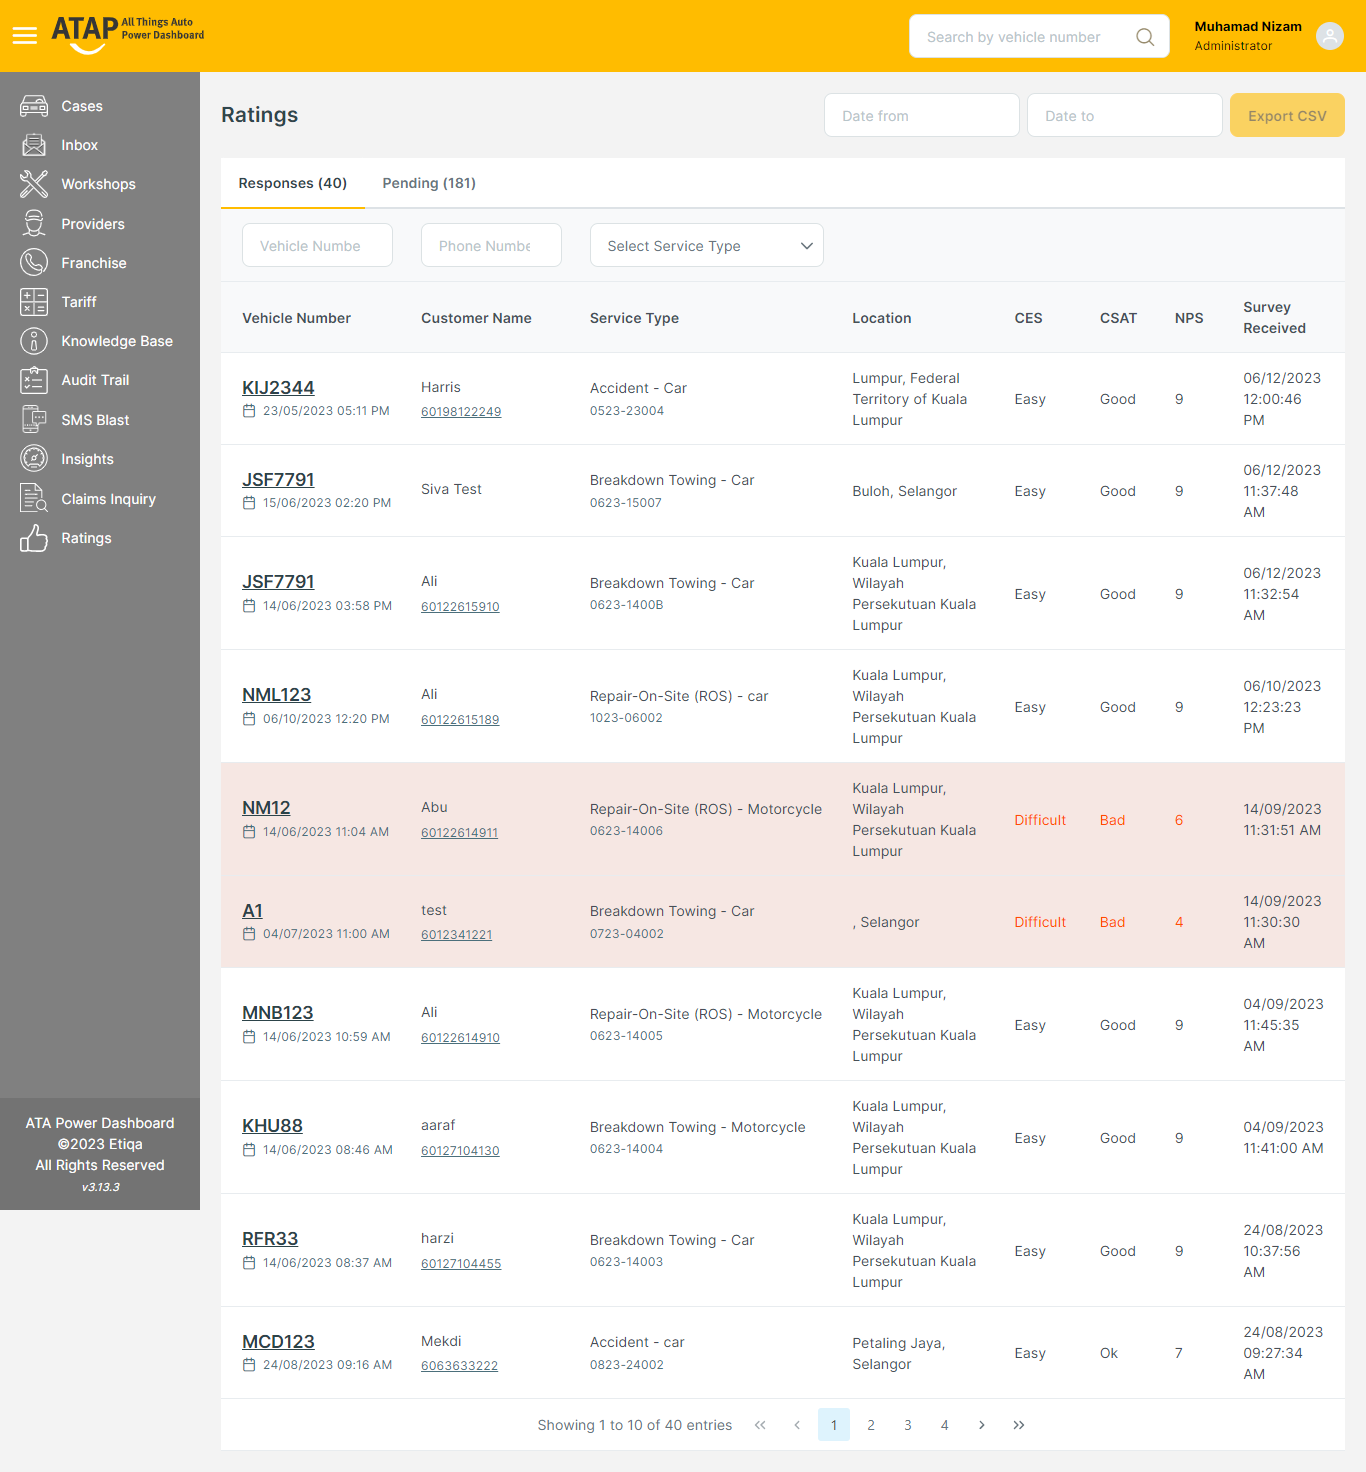 ATAP All Things Auto
Power Dashboard
Search by vehicle number
Muhamad Nizam
Administrator
Cases
Inbox
Workshops
Providers
Franchise
Tariff
Knowledge Base
Audit Trail
SMS Blast
Insights
Claims Inquiry
Ratings
ATA Power Dashboard
©2023 Etiqa
All Rights Reserved
v3.13.3
Ratings
Date from
Date to
Export CSV
Responses (40)
Pending (181)
Vehicle Numbe
Phone Numbe
Select Service Type
Vehicle Number
Customer Name
Service Type
Location
CES
CSAT
NPS
Survey
Received
KIJ2344
23/05/2023 05:11 PM
Harris
60198122249
Accident - Car
0523-23004
Lumpur, Federal
Territory of Kuala
Lumpur
Easy
Good
9
06/12/2023
12:00:46
PM
JSF7791
15/06/2023 02:20 PM
Siva Test
Breakdown Towing - Car
0623-15007
Buloh, Selangor
Easy
Good
9
06/12/2023
11:37:48
AM
JSF7791
14/06/2023 03:58 PM
Ali
60122615910
Breakdown Towing - Car
0623-1400B
Kuala Lumpur,
Wilayah
Persekutuan Kuala
Lumpur
Easy
Good
9
06/12/2023
11:32:54
AM
NML123
06/10/2023 12:20 PM
Ali
60122615189
Repair-On-Site (ROS) - car
1023-06002
Kuala Lumpur,
Wilayah
Persekutuan Kuala
Lumpur
Easy
Good
9
06/10/2023
12:23:23
PM
NM12
14/06/2023 11:04 AM
Abu
60122614911
Repair-On-Site (ROS) - Motorcycle
0623-14006
Kuala Lumpur,
Wilayah
Persekutuan Kuala
Lumpur
Difficult
Bad
6
14/09/2023
11:31:51 AM
A1
04/07/2023 11:00 AM
test
6012341221
Breakdown Towing - Car
0723-04002
, Selangor
Difficult
Bad
4
14/09/2023
11:30:30
AM
MNB123
14/06/2023 10:59 AM
Ali
60122614910
Repair-On-Site (ROS) - Motorcycle
0623-14005
Kuala Lumpur,
Wilayah
Persekutuan Kuala
Lumpur
Easy
Good
9
04/09/2023
11:45:35
AM
KHU88
14/06/2023 08:46 AM
aaraf
60127104130
Breakdown Towing - Motorcycle
0623-14004
Kuala Lumpur,
Wilayah
Persekutuan Kuala
Lumpur
Easy
Good
9
04/09/2023
11:41:00 AM
RFR33
14/06/2023 08:37 AM
harzi
60127104455
Breakdown Towing - Car
0623-14003
Kuala Lumpur,
Wilayah
Persekutuan Kuala
Lumpur
Easy
Good
9
24/08/2023
10:37:56
AM
MCD123
24/08/2023 09:16 AM
Mekdi
6063633222
Accident - car
0823-24002
Petaling Jaya,
Selangor
Easy
Ok
7
24/08/2023
09:27:34
AM
Showing 1 to 10 of 40 entries « ‹ 1 2 3 4 › »